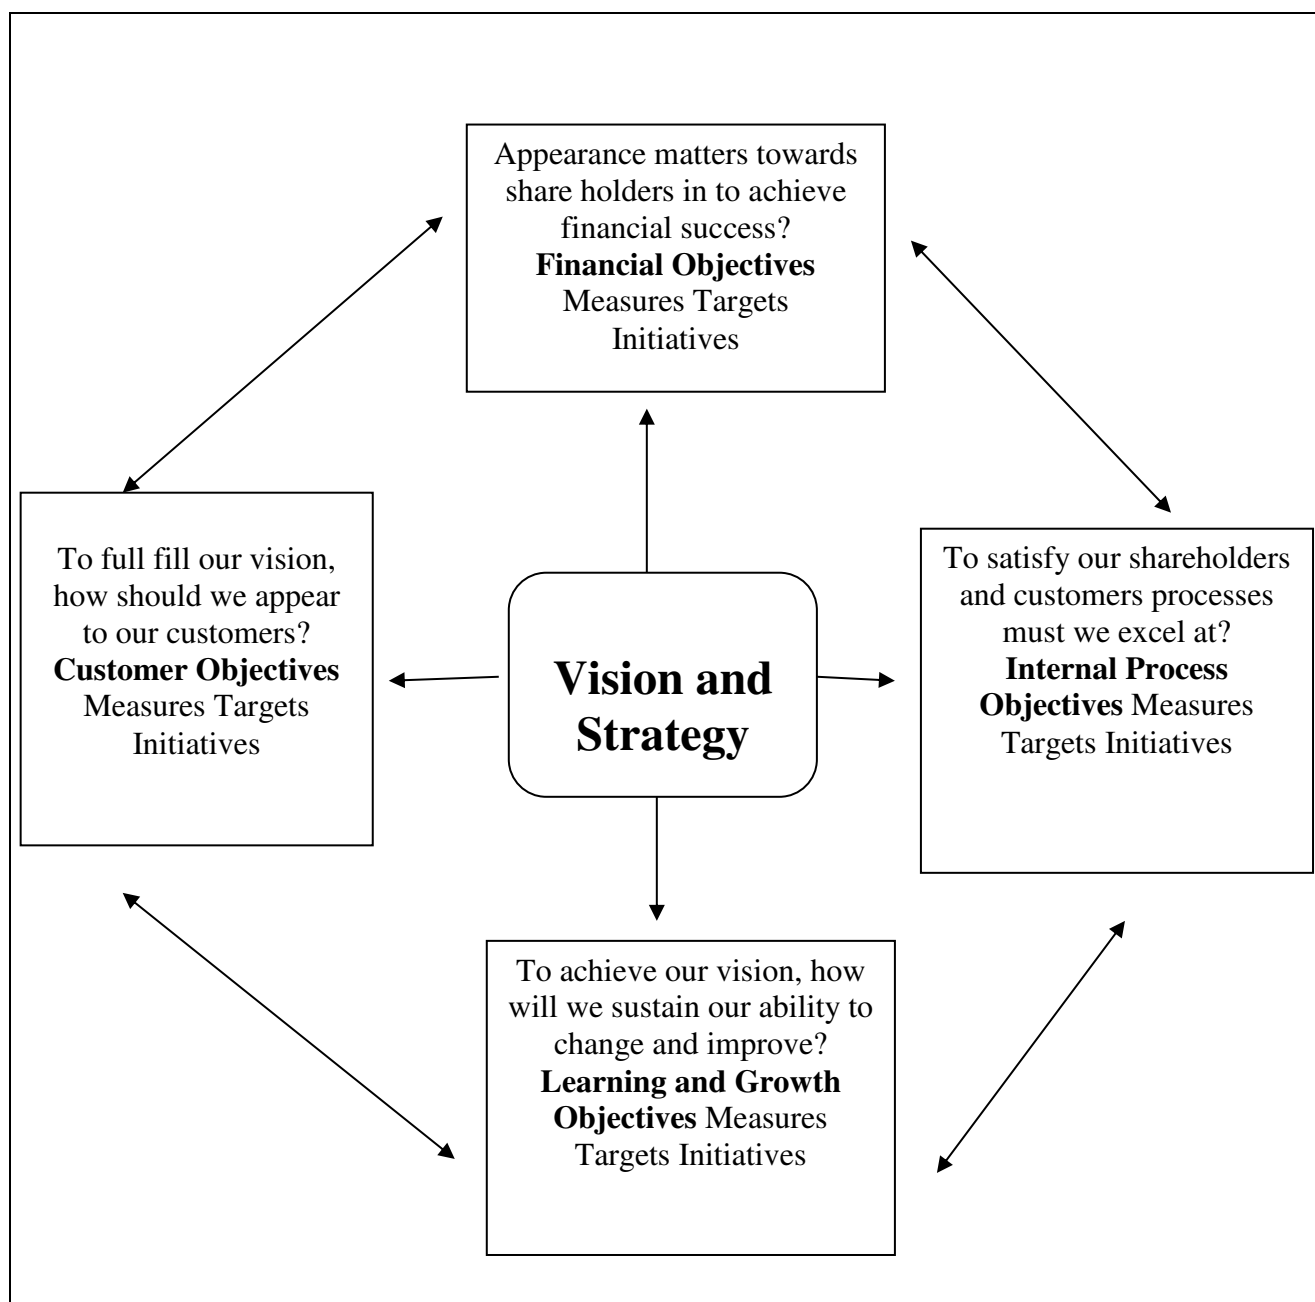 Appearance matters towards
share holders in to achieve
financial success?
Financial Objectives
Measures Targets
Initiatives
To full fill our vision,
how should we appear
to our customers?
Customer Objectives
Measures Targets
Initiatives
Vision and
Strategy
To satisfy our shareholders
and customers processes
must we excel at?
Internal Process
Objectives Measures
Targets Initiatives
To achieve our vision, how
will we sustain our ability to
change and improve?
Learning and Growth
Objectives Measures
Targets Initiatives